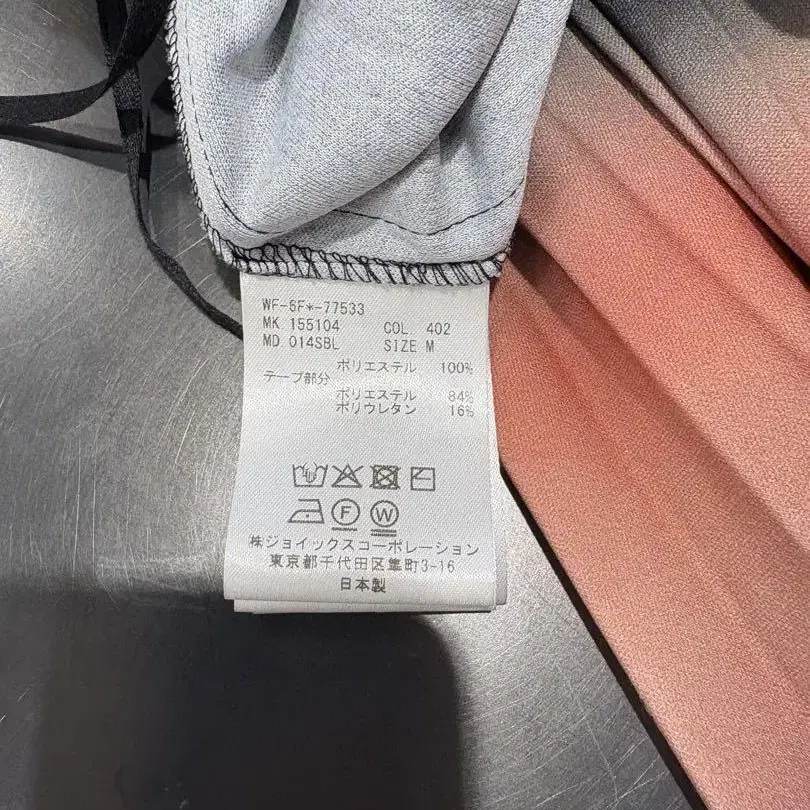 WF-6F*-77533
MK 155104 COL. 402
MD 014SBL SIZE M
ポリエステル 100%
テープ部分
ポリエステル 84%
ポリウレタン 16%
F W
㈱ジョイックスコーポレーション
東京都千代田区隼町3-16
日本製